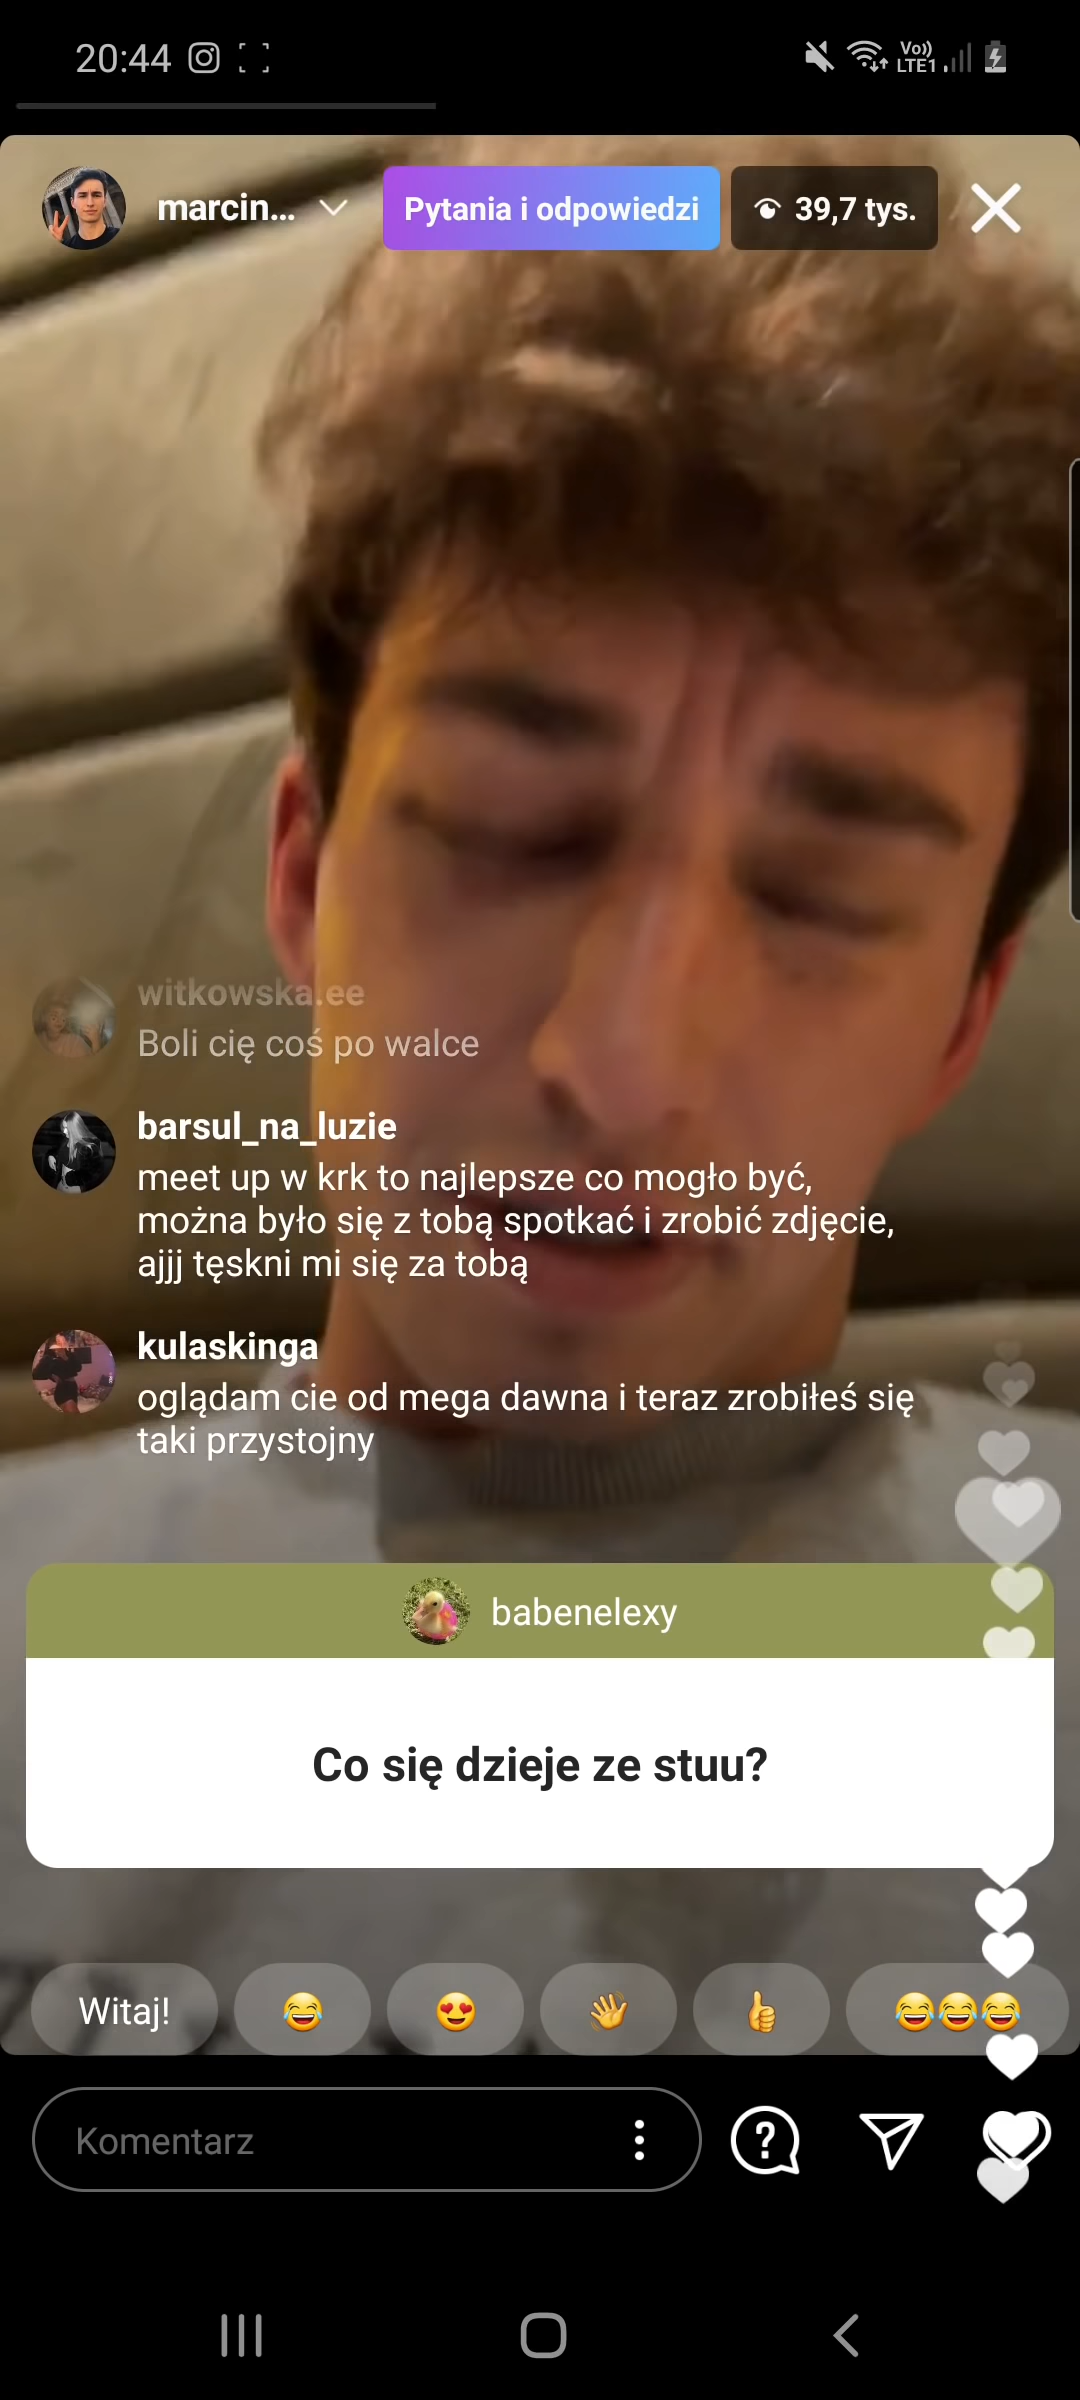 20:44
Vo)) LTE1
marcin...
Pytania i odpowiedzi
39,7 tys.
witkowska.ee
Boli cię coś po walce
barsul_na_luzie
meet up w krk to najlepsze co mogło być,
można było się z tobą spotkać i zrobić zdjęcie,
ajjj tęskni mi się za tobą
kulaskinga
oglądam cie od mega dawna i teraz zrobiłeś się
taki przystojny
babenelexy
Co się dzieje ze stuu?
Witaj!
Komentarz